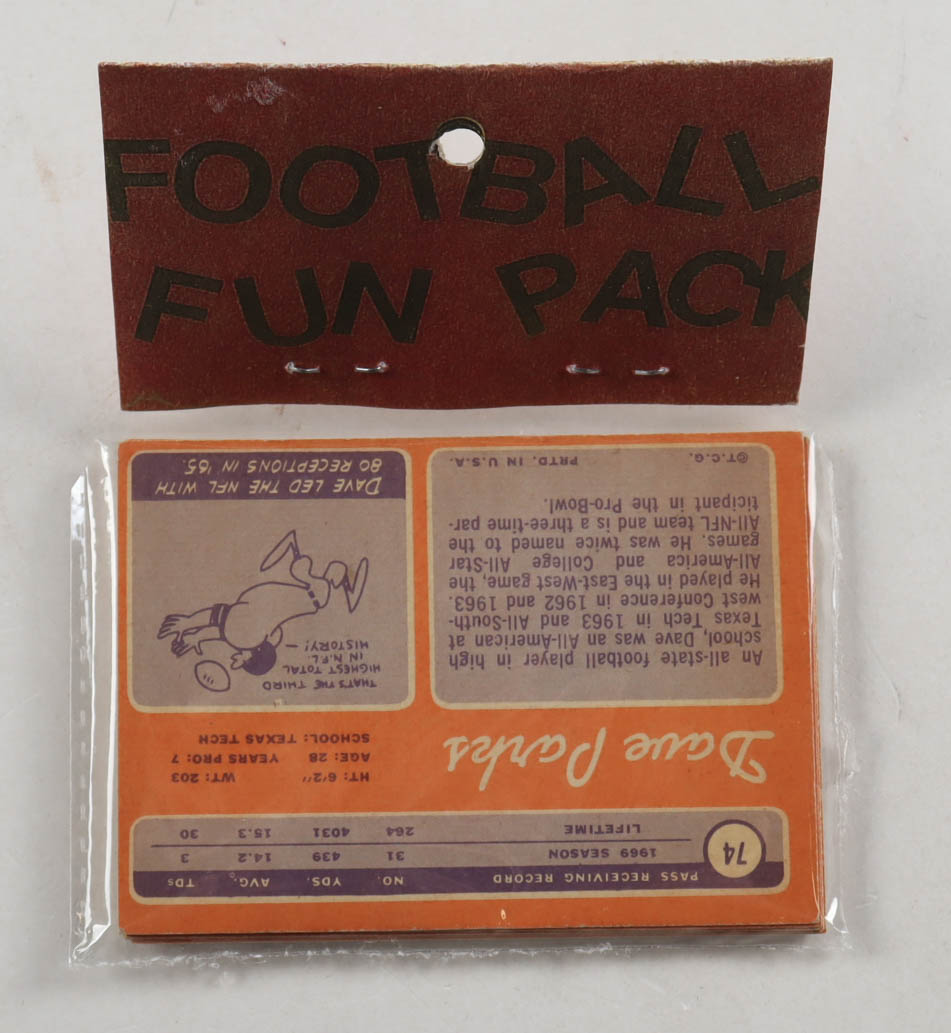 FOOTBALL
FUN PACK
74
PASS RECEIVING RECORD NO. YDS. AVG. TDs
1969 SEASON 31 439 14.2 3
LIFETIME 264 4031 15.3 30
Dave Parks
HT: 6'2" WT: 203
AGE: 28 YEARS PRO: 7
SCHOOL: TEXAS TECH
An all-state football player in high
school, Dave was an All-American at
Texas Tech in 1963 and All-South-
west Conference in 1962 and 1963.
He played in the East-West game, the
All-America and College All-Star
games. He was twice named to the
All-NFL team and is a three-time par-
ticipant in the Pro-Bowl.
©T.C.G. PRTD. IN U.S.A.
THAT'S THE THIRD
HIGHEST TOTAL
IN N.F.L.
HISTORY!
DAVE LED THE NFL WITH
80 RECEPTIONS IN '65.